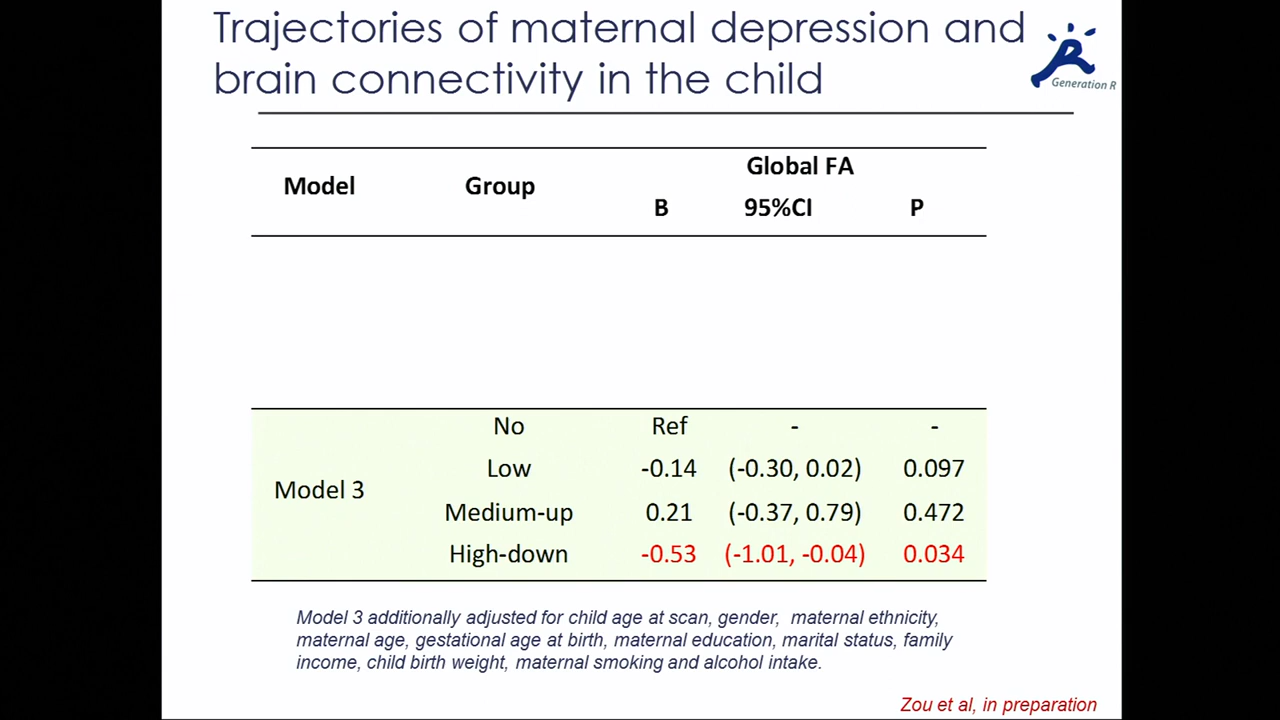 Trajectories of maternal depression and
brain connectivity in the child
Generation R
Model Group Global FA
B 95%CI P
No Ref - -
Low -0.14 (-0.30, 0.02) 0.097
Model 3
Medium-up 0.21 (-0.37, 0.79) 0.472
High-down -0.53 (-1.01, -0.04) 0.034
Model 3 additionally adjusted for child age at scan, gender, maternal ethnicity,
maternal age, gestational age at birth, maternal education, marital status, family
income, child birth weight, maternal smoking and alcohol intake.
Zou et al, in preparation